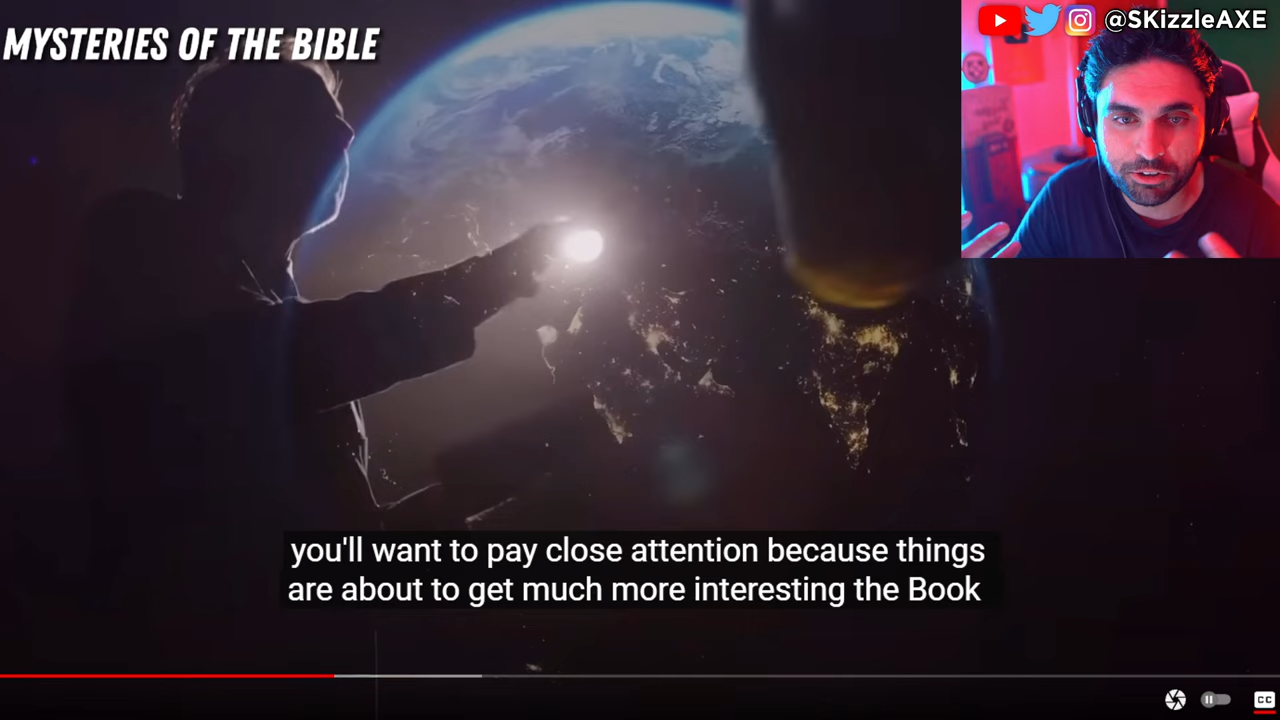 MYSTERIES OF THE BIBLE
@SKizzleAXE
you'll want to pay close attention because things
are about to get much more interesting the Book
CC